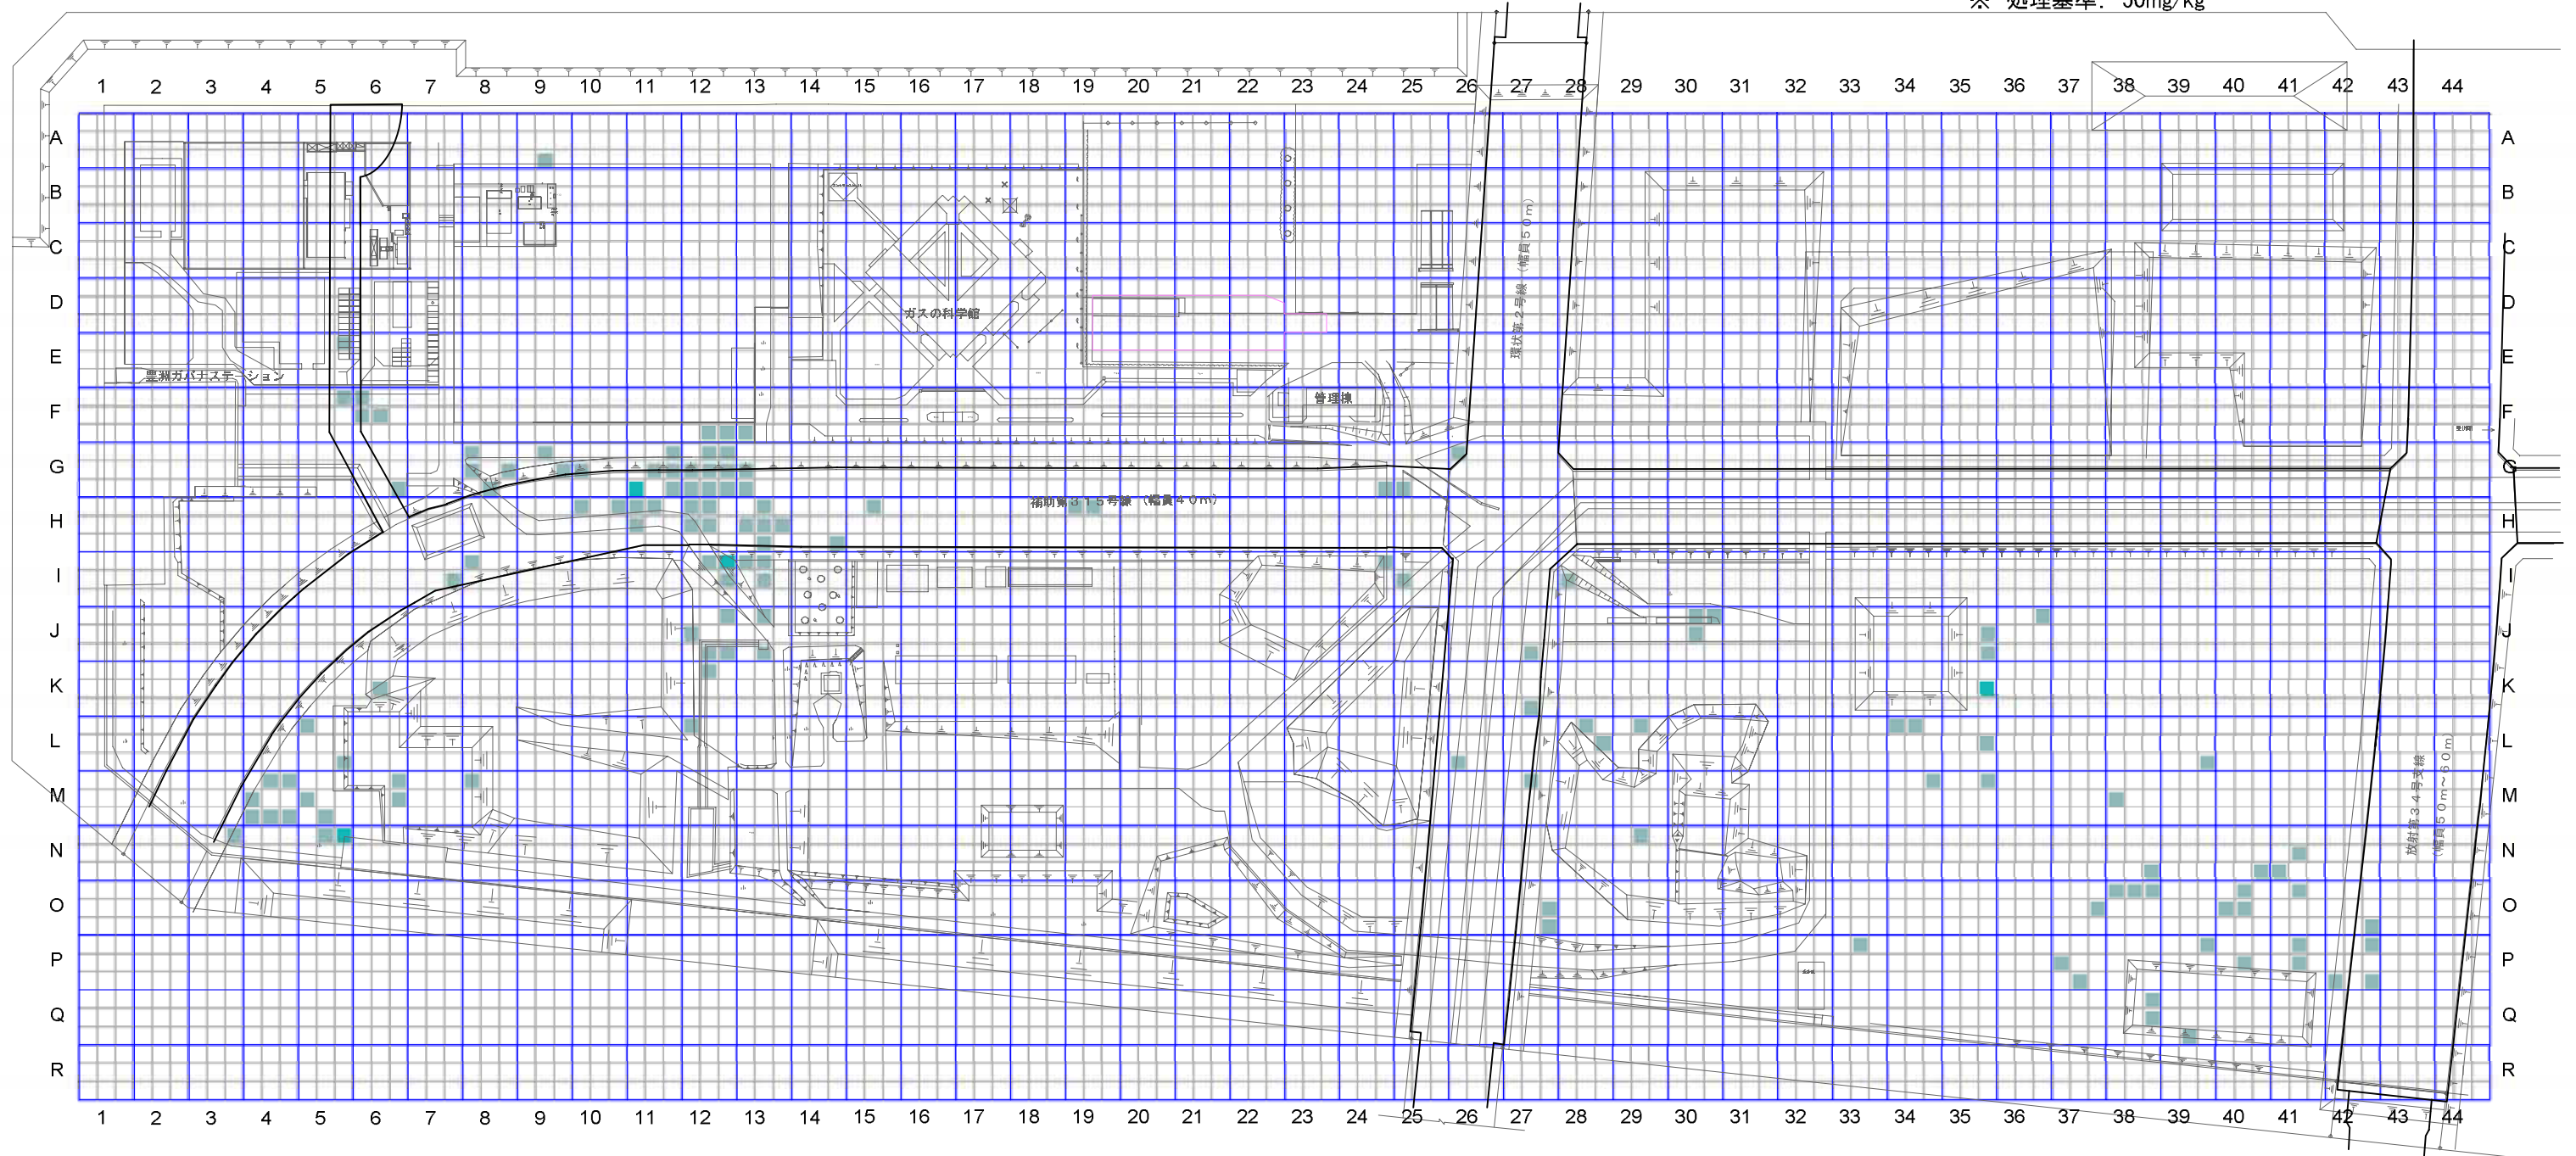 ※ 処理基準: 50mg/kg
1 2 3 4 5 6 7 8 9 10 11 12 13 14 15 16 17 18 19 20 21 22 23 24 25 26 27 28 29 30 31 32 33 34 35 36 37 38 39 40 41 42 43 44
A A
B B
C C
D D
ガスの科学館
環状第2号線 (幅員50m)
E E
豊洲ガバナステーション
管理棟
F F
G G
補助第315号線 (幅員40m)
H H
I I
J J
K K
L L
M M
放射第34号支線
(幅員50m~60m
N N
O O
P P
Q Q
R R
1 2 3 4 5 6 7 8 9 10 11 12 13 14 15 16 17 18 19 20 21 22 23 24 25 26 27 28 29 30 31 32 33 34 35 36 37 38 39 40 41 42 43 44